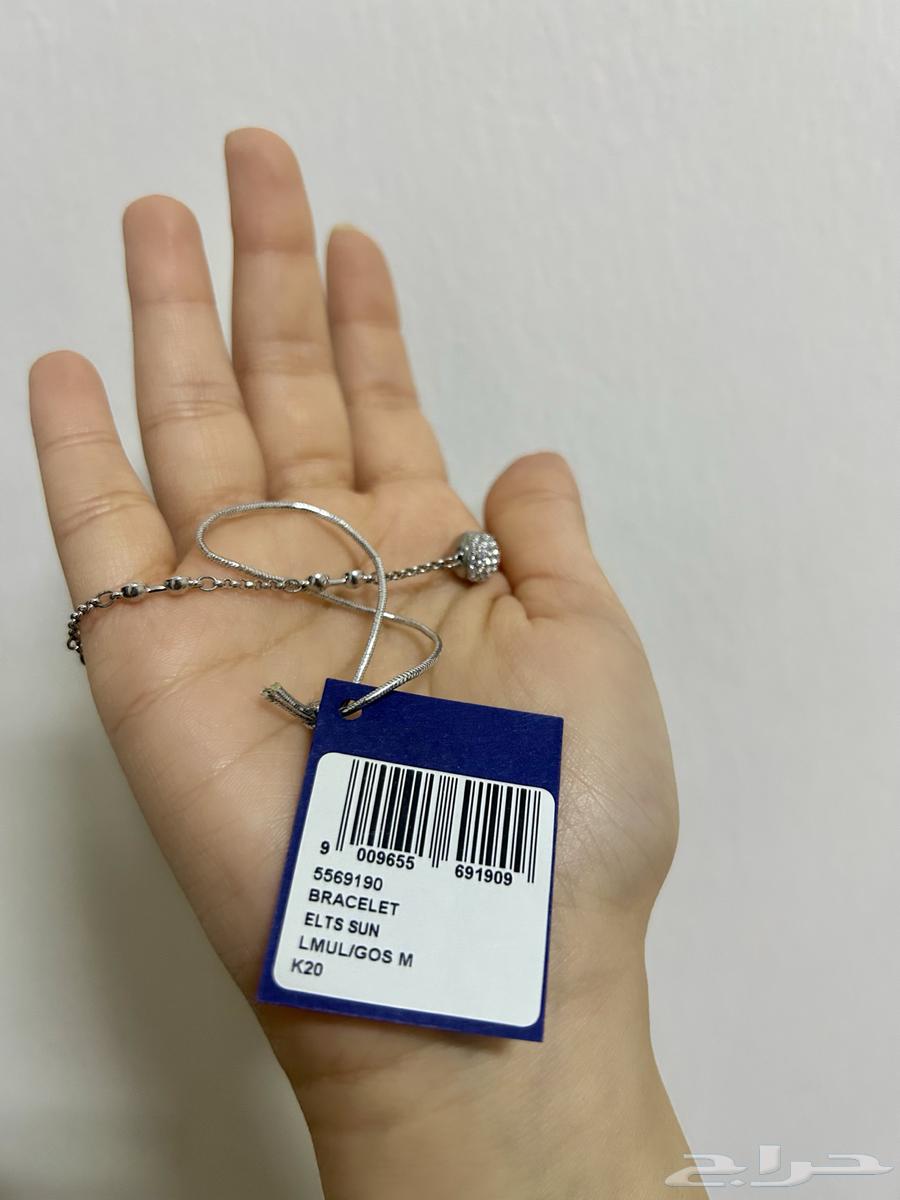 9 009655 691909
5569190
BRACELET
ELTS SUN
LMUL/GOS M
K20
حراج